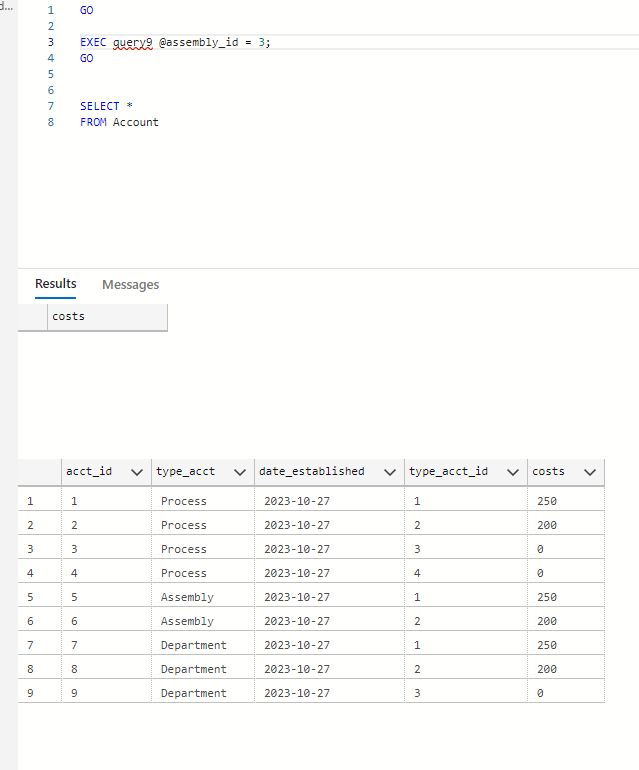 d...
1 GO
2
3 EXEC query9 @assembly_id = 3;
4 GO
5
6
7 SELECT *
8 FROM Account
Results Messages
costs
acct_id type_acct date_established type_acct_id costs
1 1 Process 2023-10-27 1 250
2 2 Process 2023-10-27 2 200
3 3 Process 2023-10-27 3 0
4 4 Process 2023-10-27 4 0
5 5 Assembly 2023-10-27 1 250
6 6 Assembly 2023-10-27 2 200
7 7 Department 2023-10-27 1 250
8 8 Department 2023-10-27 2 200
9 9 Department 2023-10-27 3 0